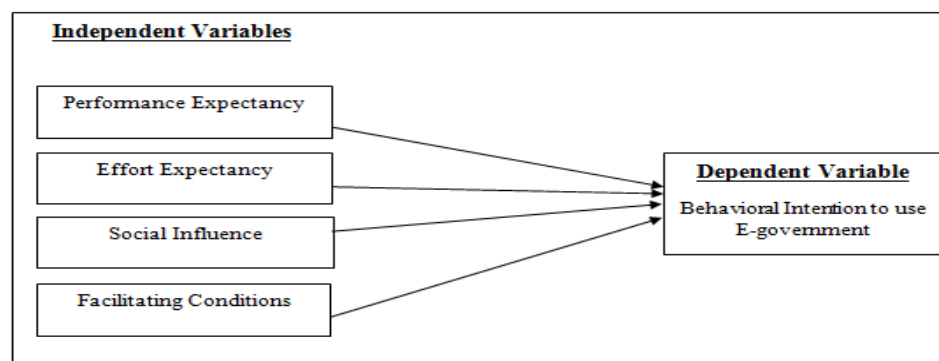 Independent Variables
Performance Expectancy
Effort Expectancy
Social Influence
Facilitating Conditions
Dependent Variable
Behavioral Intention to use
E-government